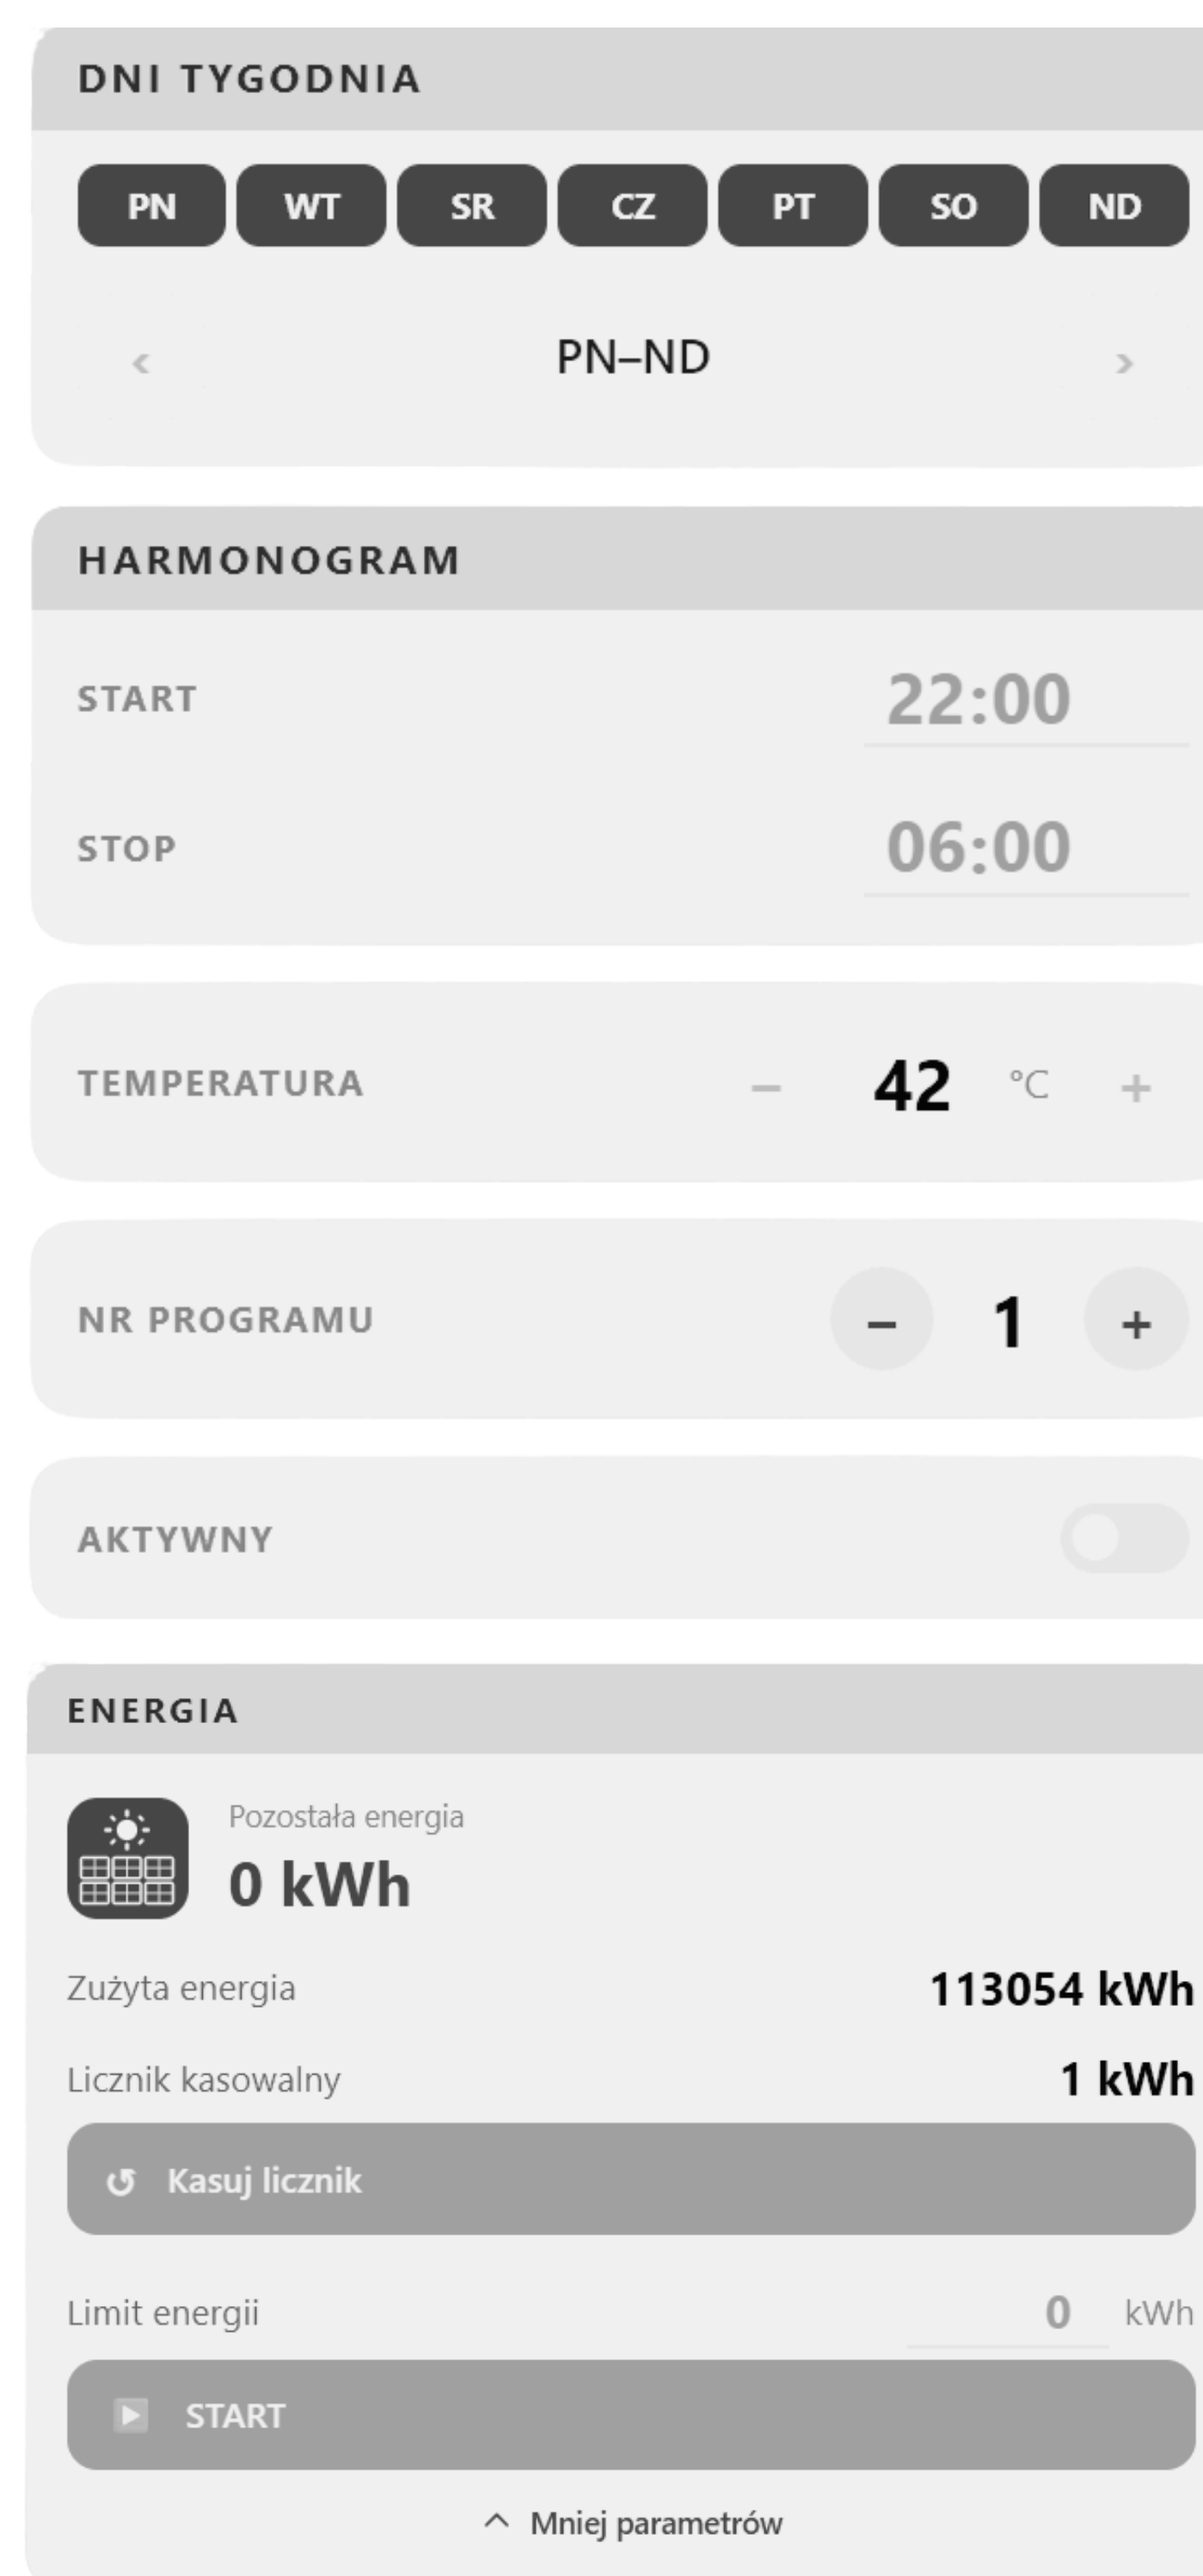 DNI TYGODNIA
PN WT SR CZ PT SO ND
‹ PN–ND ›
HARMONOGRAM
START 22:00
STOP 06:00
TEMPERATURA − 42 °C +
NR PROGRAMU − 1 +
AKTYWNY
ENERGIA
Pozostała energia
0 kWh
Zużyta energia 113054 kWh
Licznik kasowalny 1 kWh
↺ Kasuj licznik
Limit energii 0 kWh
▶ START
Mniej parametrów